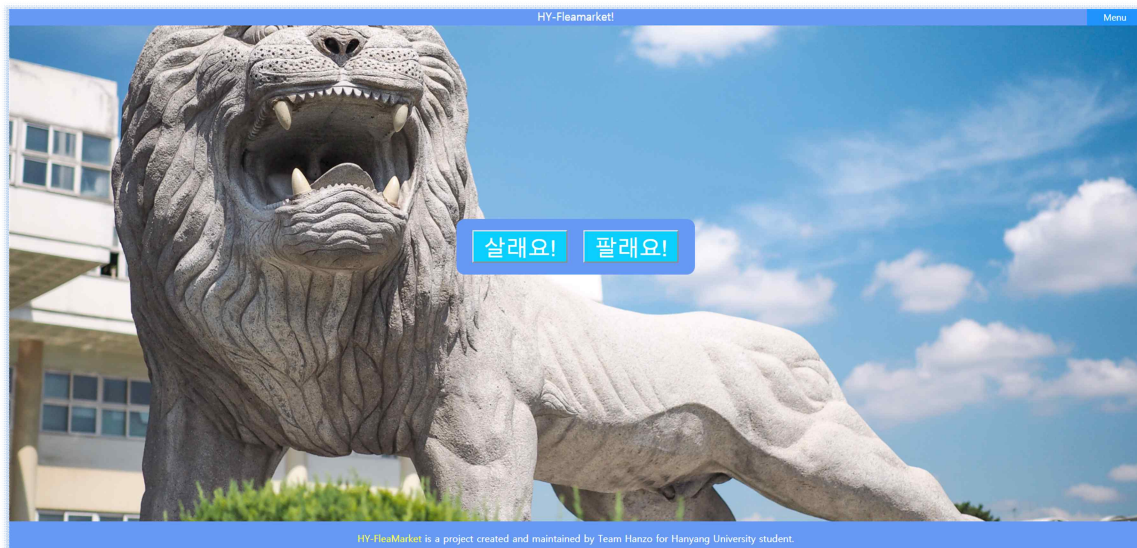 HY-Fleamarket!
Menu
살래요! 팔래요!
HY-FleaMarket is a project created and maintained by Team Hanzo for Hanyang University student.